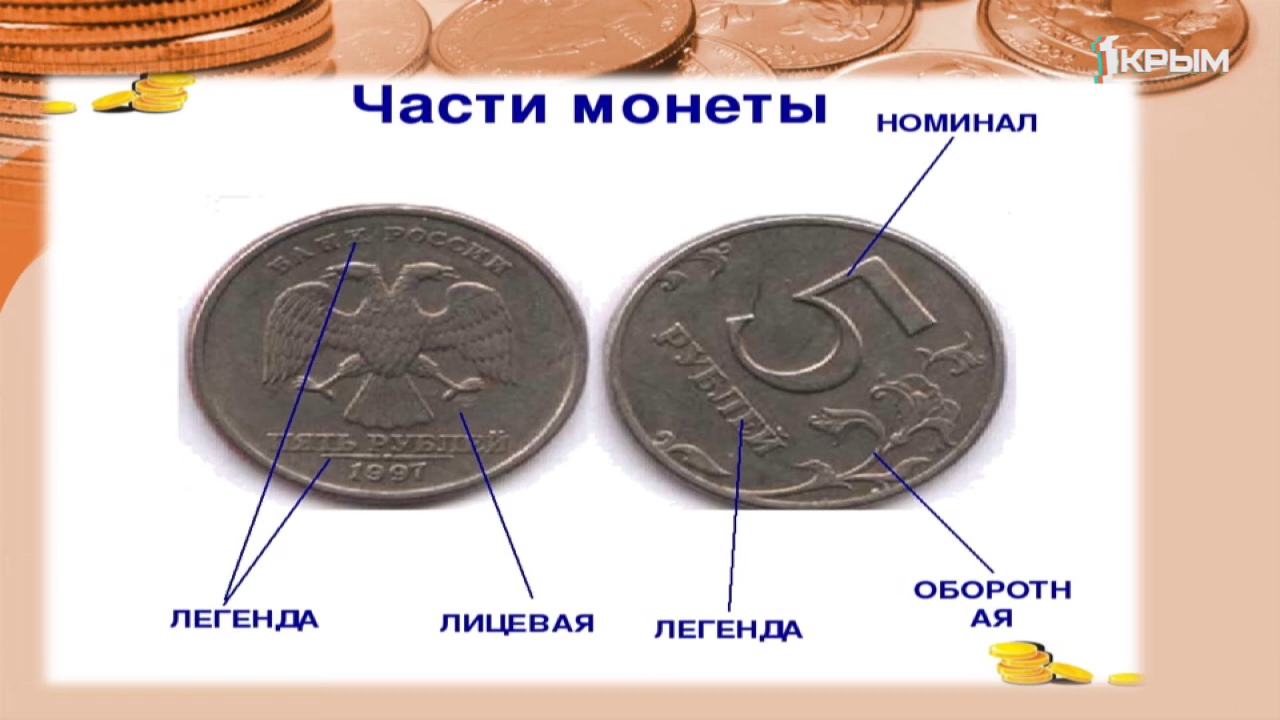 1КРЫМ
Части монеты
НОМИНАЛ
БАНК РОССИИ
5
РУБЛЕЙ
ПЯТЬ РУБЛЕЙ
1997
ЛЕГЕНДА
ЛИЦЕВАЯ
ЛЕГЕНДА
ОБОРОТН
АЯ